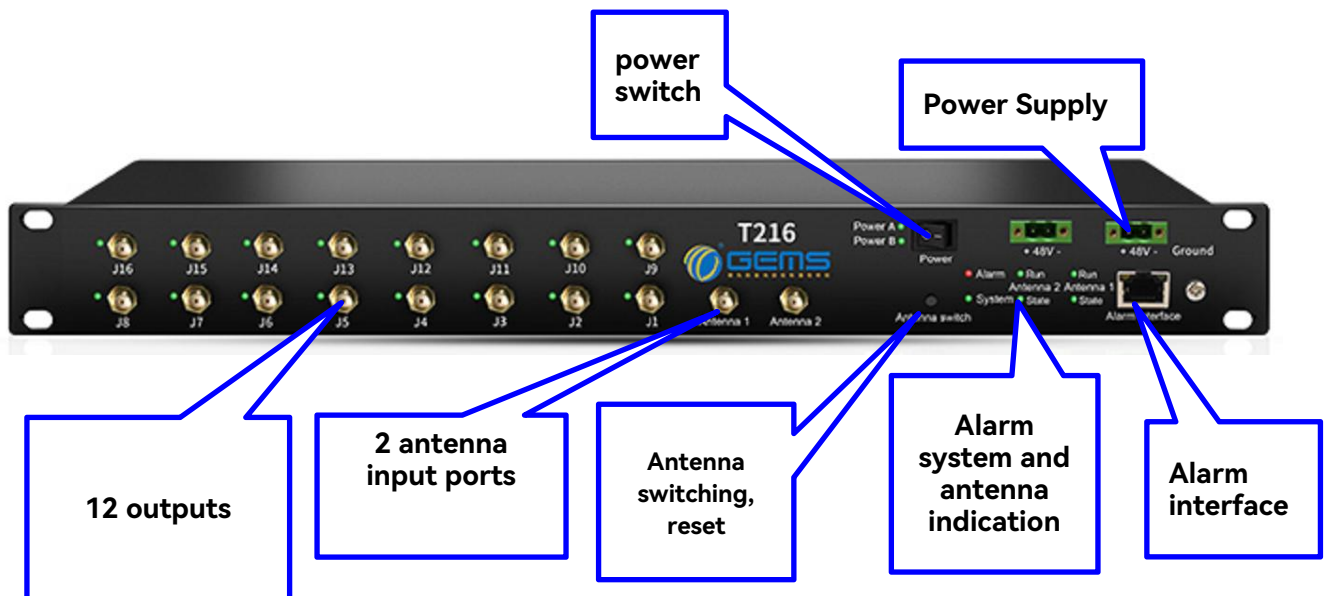 power
switch
Power Supply
T216
GEMS
Power A
Power B
Power
+ 48V -
+ 48V -
Ground
J16
J15
J14
J13
J12
J11
J10
J9
Alarm
Run
Run
Antenna 2
Antenna 1
System
State
State
J8
J7
J6
J5
J4
J3
J2
J1
Antenna 1
Antenna 2
Antenna switch
Alarm interface
12 outputs
2 antenna
input ports
Antenna
switching,
reset
Alarm
system and
antenna
indication
Alarm
interface